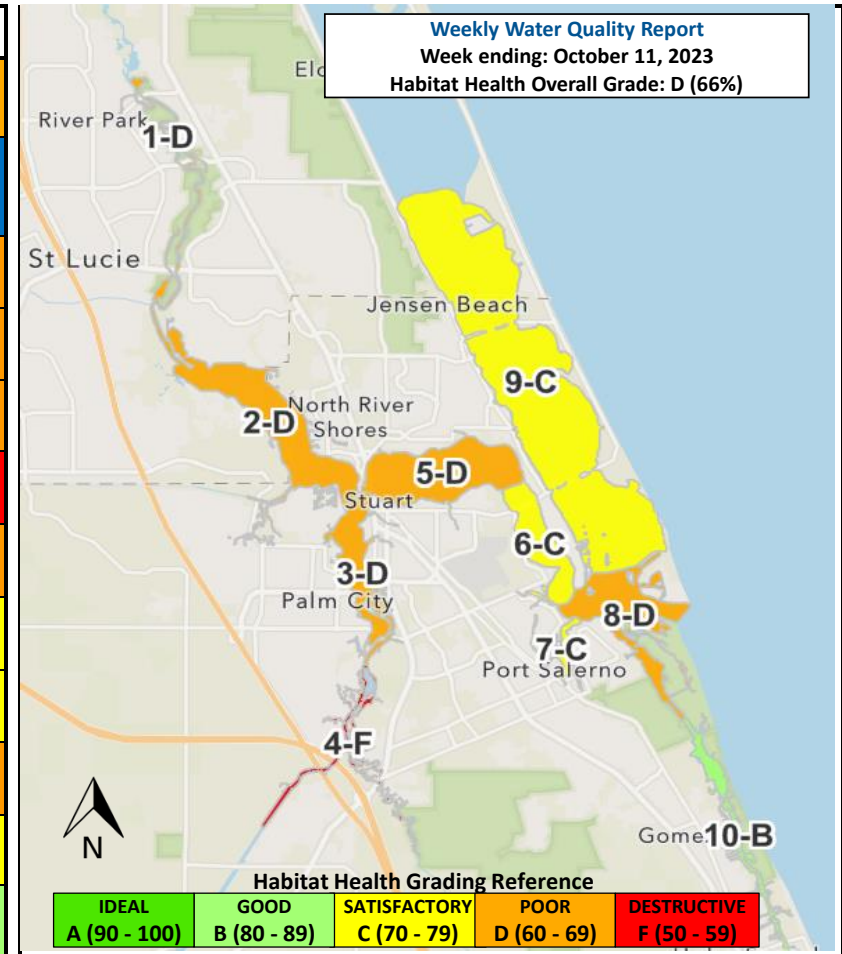 Weekly Water Quality Report
Week ending: October 11, 2023
Habitat Health Overall Grade: D (66%)
River Park
1-D
St Lucie
Jensen Beach
9-C
North River
Shores
2-D
5-D
Stuart
6-C
3-D
Palm City
8-D
7-C
Port Salerno
4-F
N
10-B
Habitat Health Grading Reference
IDEAL GOOD SATISFACTORY POOR DESTRUCTIVE
A (90 - 100) B (80 - 89) C (70 - 79) D (60 - 69) F (50 - 59)